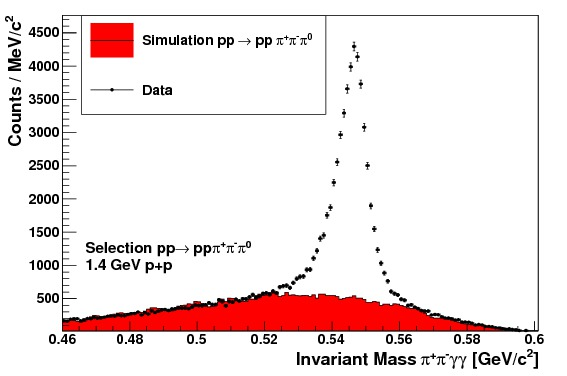 Counts / MeV/c²
4500
4000
3500
3000
2500
2000
1500
1000
500
Simulation pp → pp π⁺π⁻π⁰
Data
Selection pp→ ppπ⁺π⁻π⁰
1.4 GeV p+p
0.46 0.48 0.5 0.52 0.54 0.56 0.58 0.6
Invariant Mass π⁺π⁻γγ [GeV/c²]